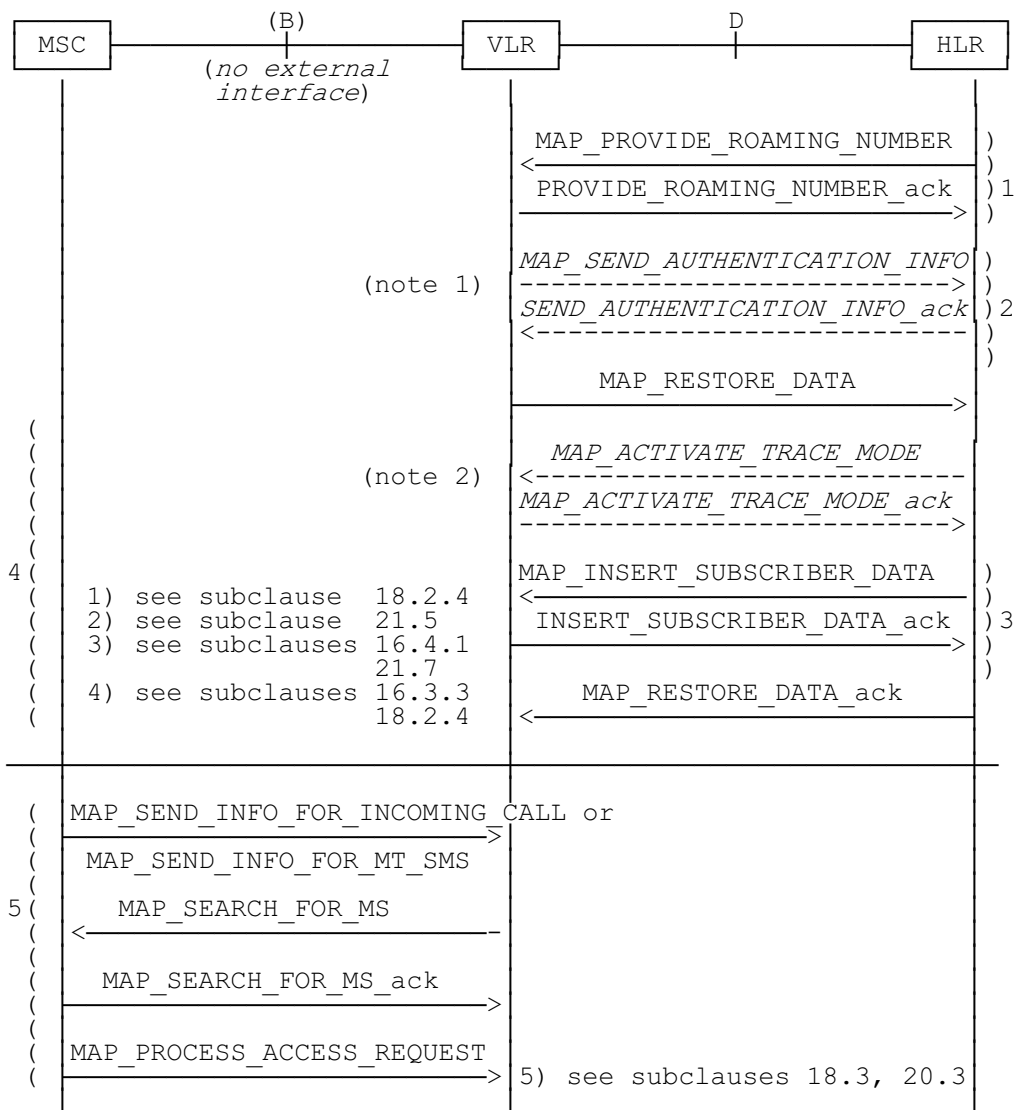 (B) D
MSC VLR HLR
(no external
interface)
MAP_PROVIDE_ROAMING_NUMBER )
<
)
PROVIDE_ROAMING_NUMBER_ack )1
> )
MAP_SEND_AUTHENTICATION_INFO )
(note 1) ----------------------------> )
SEND_AUTHENTICATION_INFO_ack )2
<---------------------------- )
)
MAP_RESTORE_DATA
>
(
( MAP_ACTIVATE_TRACE_MODE
( (note 2) <----------------------------
( MAP_ACTIVATE_TRACE_MODE_ack
( ---------------------------->
(
4( MAP_INSERT_SUBSCRIBER_DATA )
( 1) see subclause 18.2.4 < )
( 2) see subclause 21.5 INSERT_SUBSCRIBER_DATA_ack )3
( 3) see subclauses 16.4.1 > )
( 21.7 )
( 4) see subclauses 16.3.3 MAP_RESTORE_DATA_ack
( 18.2.4 <
( MAP_SEND_INFO_FOR_INCOMING_CALL or
( >
( MAP_SEND_INFO_FOR_MT_SMS
(
5( MAP_SEARCH_FOR_MS
( <
(
( MAP_SEARCH_FOR_MS_ack
( >
(
( MAP_PROCESS_ACCESS_REQUEST
( > 5) see subclauses 18.3, 20.3